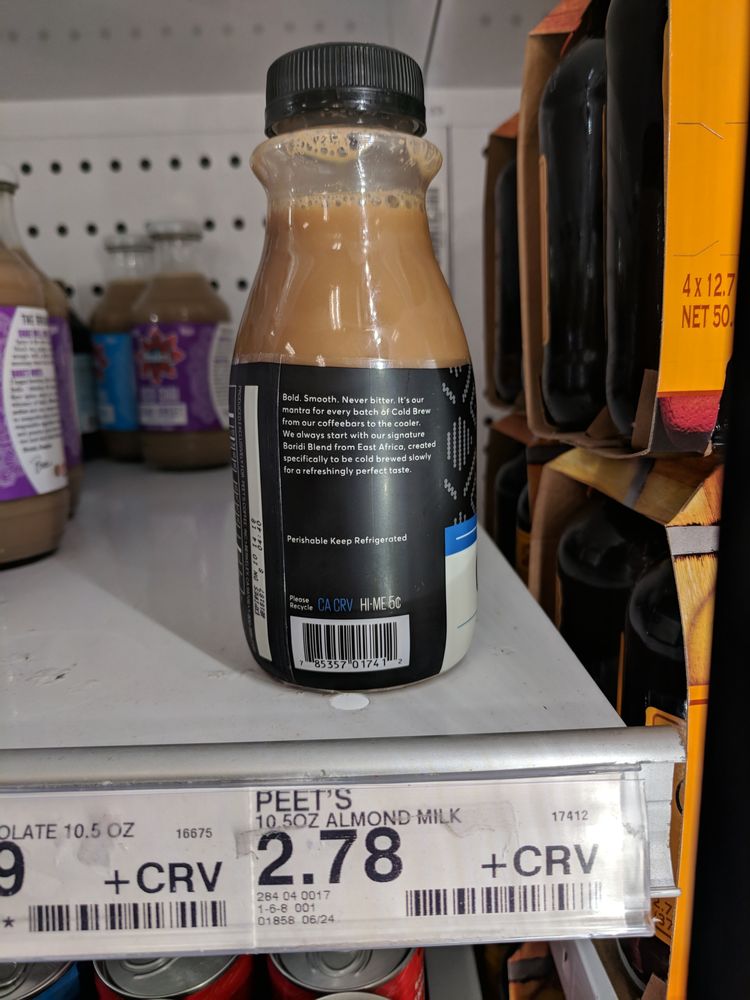 Bold. Smooth. Never bitter. It's our
mantra for every batch of Cold Brew
from our coffeebars to the cooler.
We always start with our signature
Boridi Blend from East Africa, created
specifically to be cold brewed slowly
for a refreshingly perfect taste.
Perishable Keep Refrigerated
Please
Recycle
CA CRV HI-ME 5¢
7 85357 01741 2
4 x 12.7
NET 50.
OLATE 10.5 OZ
16675
9
+CRV
*
PEET'S
10.5OZ ALMOND MILK
17412
2.78
+CRV
284 04 0017
1-6-8 001
01858 06/24